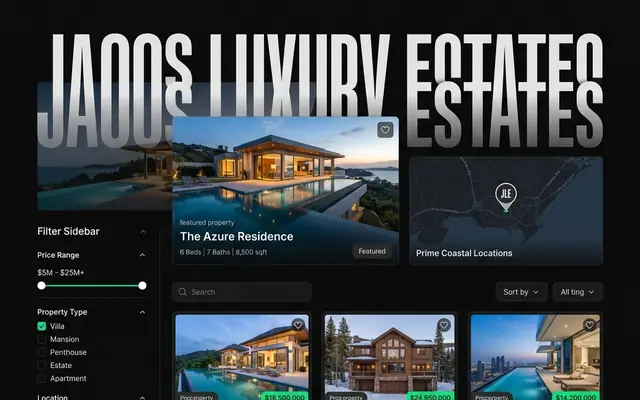 JAOOS LUXURY ESTATES
featured property
The Azure Residence
6 Beds | 7 Baths | 8,500 sqft
Featured
JLE
Prime Coastal Locations
Filter Sidebar
Price Range
$5M - $25M+
Property Type
Villa
Mansion
Penthouse
Estate
Apartment
Location
Search
Sort by
All ting
$18,500,000
$24,950,000
$14,200,000